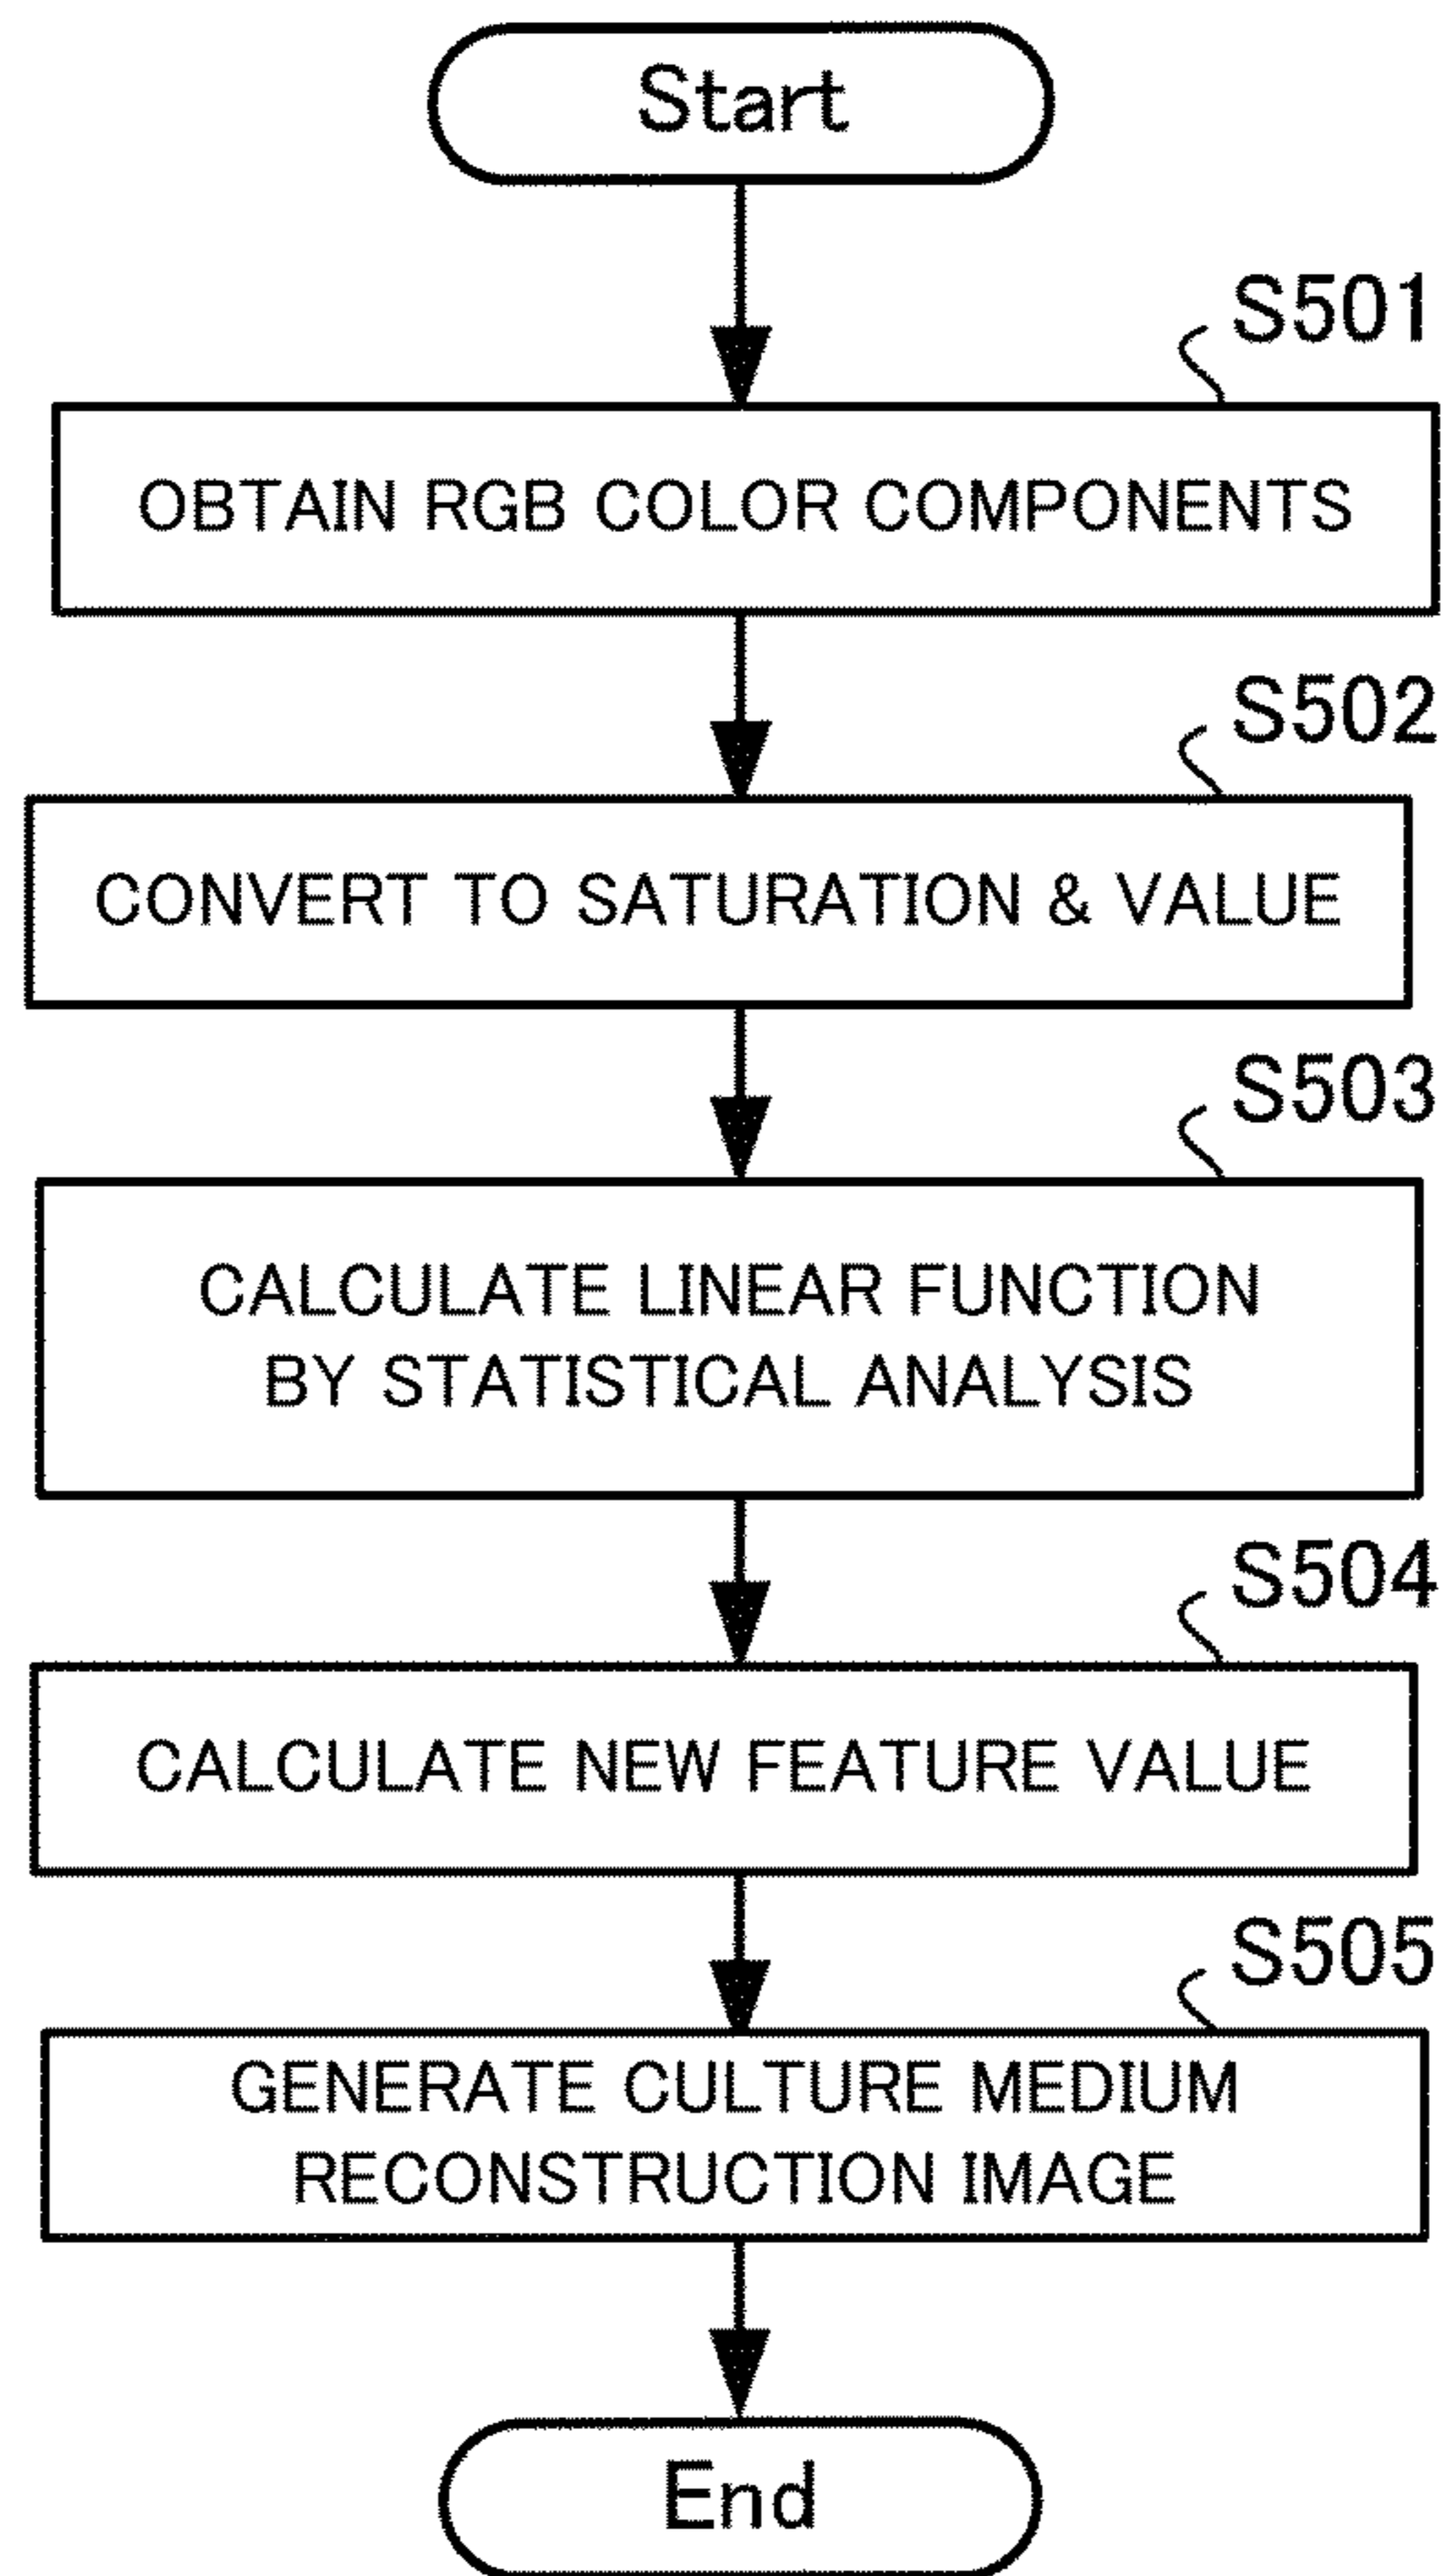 Start
S501
OBTAIN RGB COLOR COMPONENTS
S502
CONVERT TO SATURATION & VALUE
S503
CALCULATE LINEAR FUNCTION
BY STATISTICAL ANALYSIS
S504
CALCULATE NEW FEATURE VALUE
S505
GENERATE CULTURE MEDIUM
RECONSTRUCTION IMAGE
End